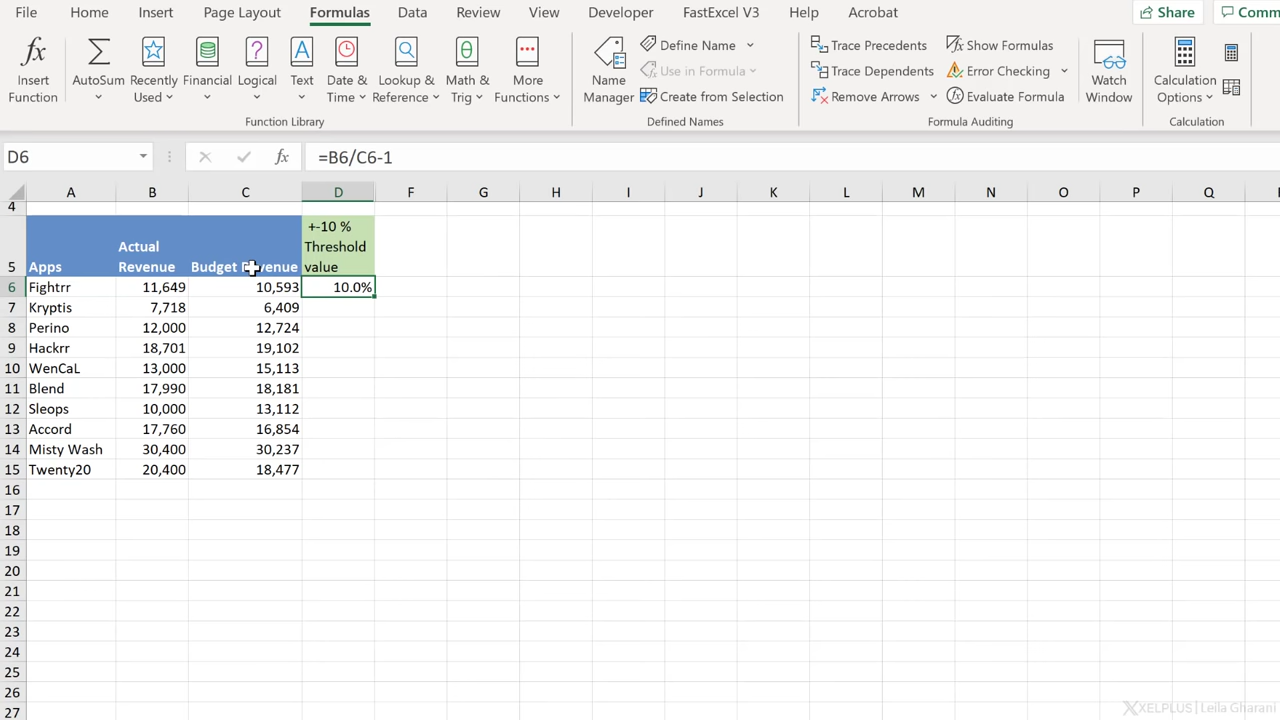 File Home Insert Page Layout Formulas Data Review View Developer FastExcel V3 Help Acrobat Share Comm
Insert Function
AutoSum
Recently Used
Financial
Logical
Text
Date & Time
Lookup & Reference
Math & Trig
More Functions
Name Manager
Define Name
Use in Formula
Create from Selection
Trace Precedents
Trace Dependents
Remove Arrows
Show Formulas
Error Checking
Evaluate Formula
Watch Window
Calculation Options
Function Library Defined Names Formula Auditing Calculation
D6 fx =B6/C6-1
A B C D F G H I J K L M N O P Q
4
+-10 %
Actual Threshold
5 Apps Revenue Budget Revenue value
6 Fightrr 11,649 10,593 10.0%
7 Kryptis 7,718 6,409
8 Perino 12,000 12,724
9 Hackrr 18,701 19,102
10 WenCaL 13,000 15,113
11 Blend 17,990 18,181
12 Sleops 10,000 13,112
13 Accord 17,760 16,854
14 Misty Wash 30,400 30,237
15 Twenty20 20,400 18,477
16
17
18
19
20
21
22
23
24
25
26
27
XELPLUS | Leila Gharani